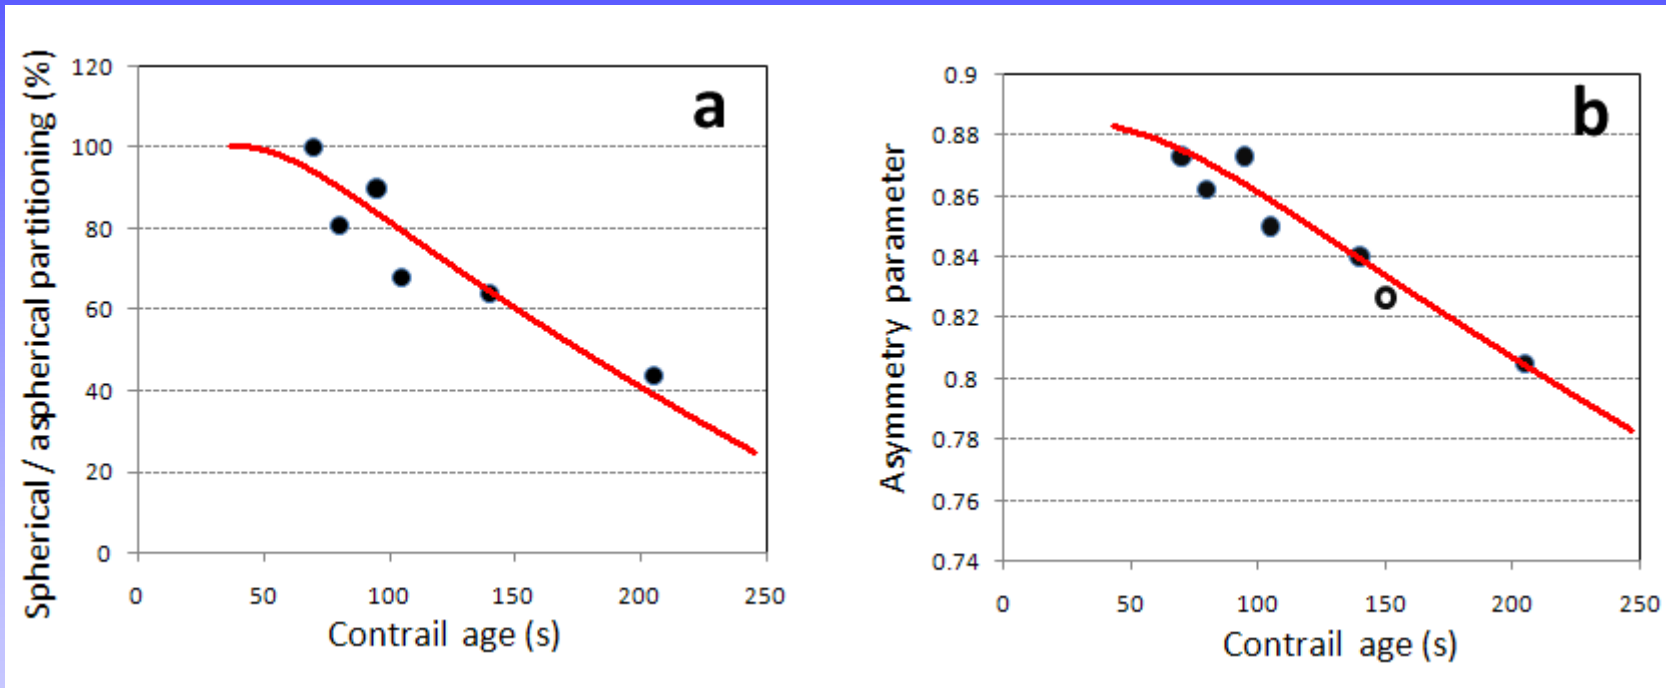 Spherical / aspherical partitioning (%)
120
100
80
60
40
20
0
a
0 50 100 150 200 250
Contrail age (s)
Asymmetry parameter
0.9
0.88
0.86
0.84
0.82
0.8
0.78
0.76
0.74
b
0 50 100 150 200 250
Contrail age (s)